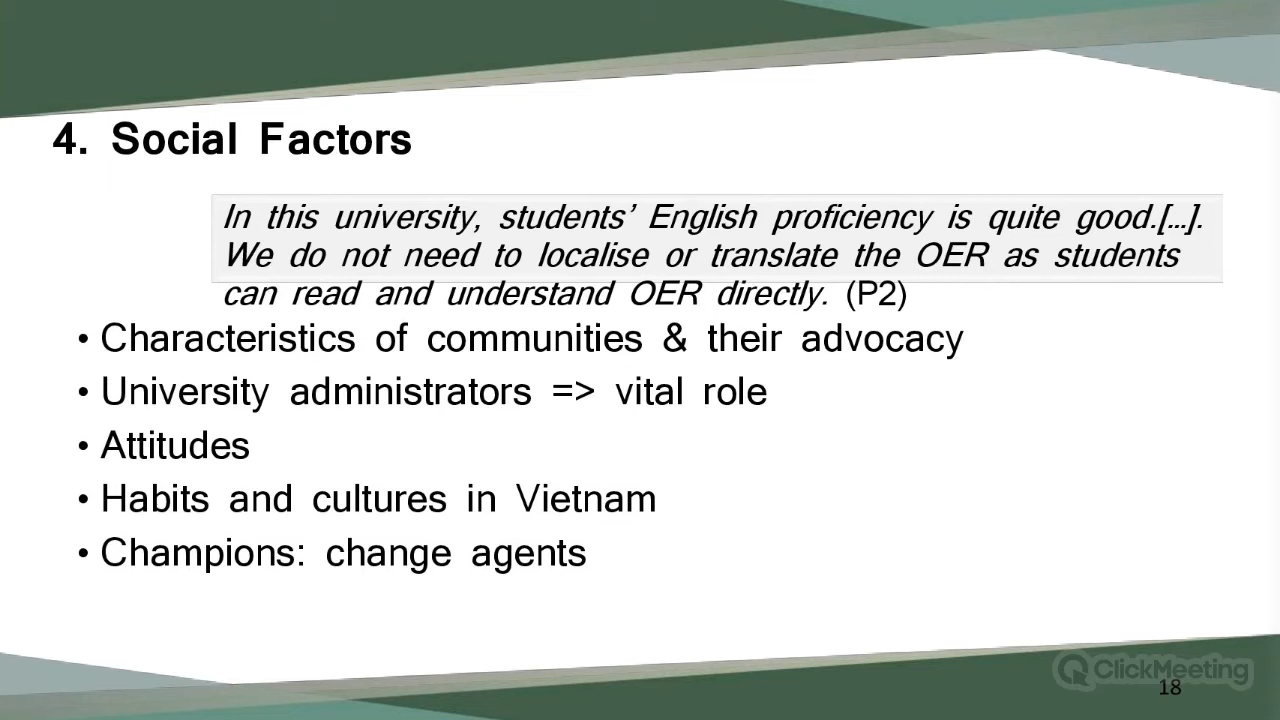 4. Social Factors
In this university, students’ English proficiency is quite good.[…].
We do not need to localise or translate the OER as students
can read and understand OER directly. (P2)
• Characteristics of communities & their advocacy
• University administrators => vital role
• Attitudes
• Habits and cultures in Vietnam
• Champions: change agents
ClickMeeting
18